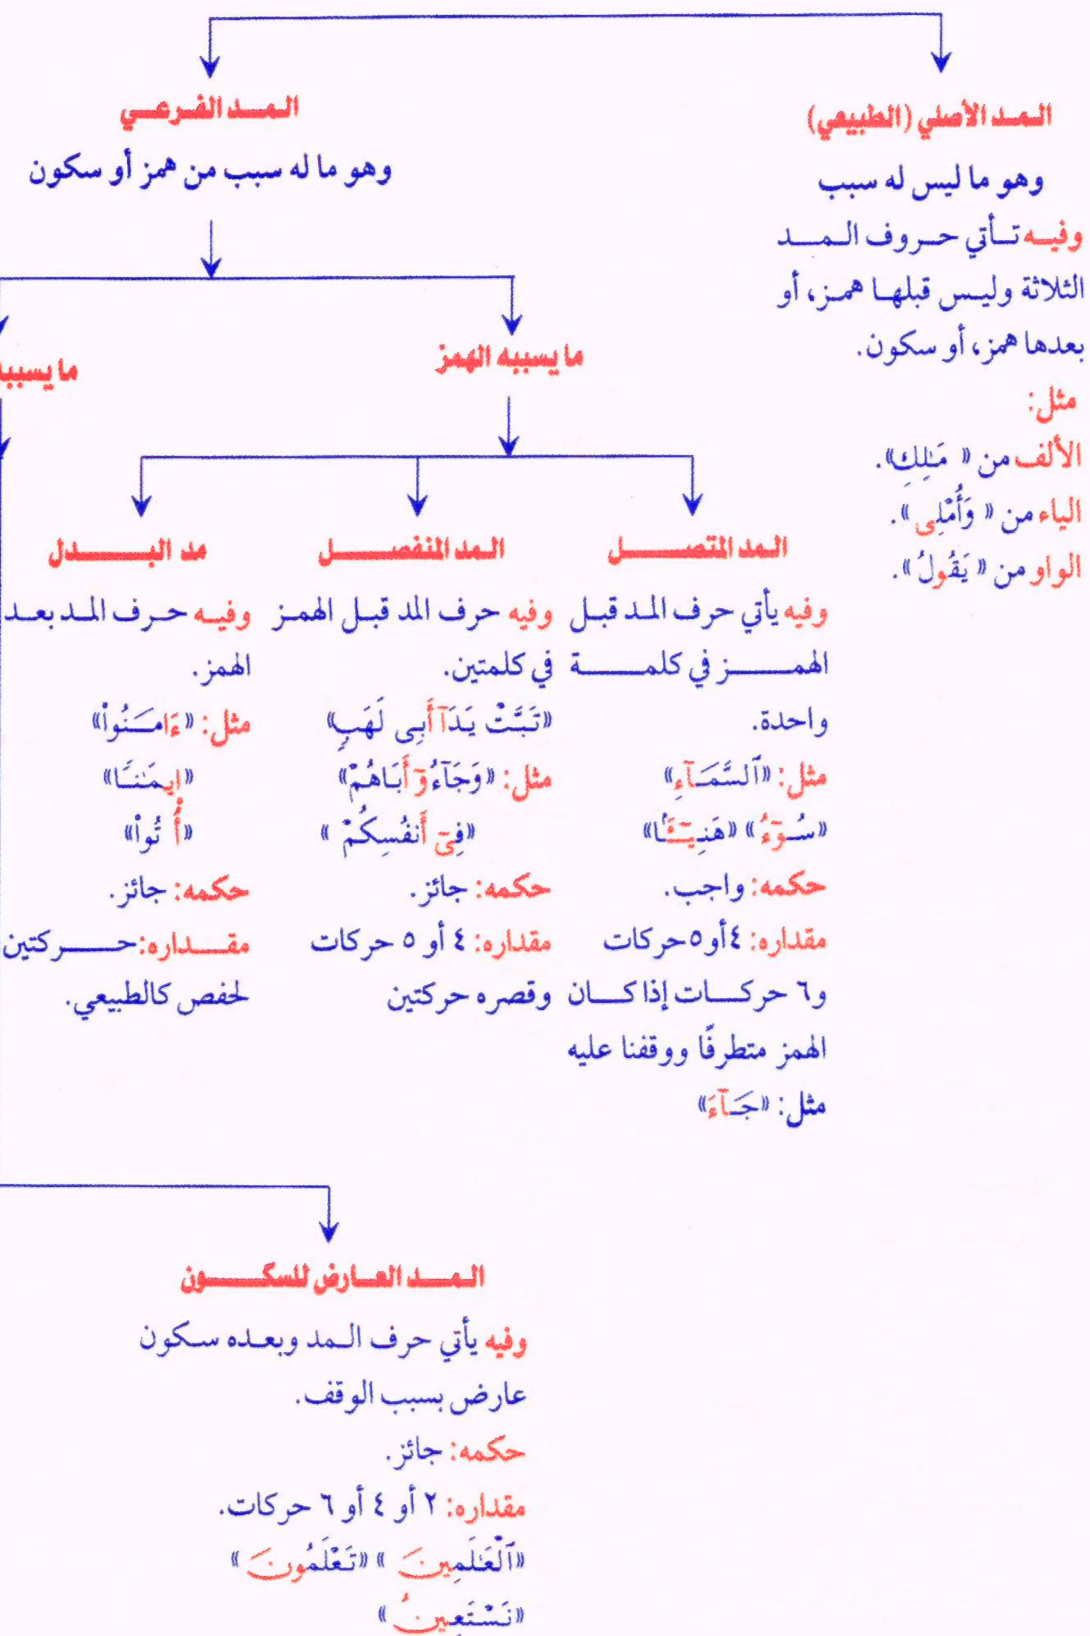 المد الأصلي (الطبيعي)
وهو ما ليس له سبب
وفيه تأتي حروف المد
الثلاثة وليس قبلها همز، أو
بعدها همز، أو سكون.
مثل:
الألف من « مَٰلِكِ».
الياء من « وَأُمْلِى ».
الواو من « يَقُولُ ».
المد الفرعي
وهو ما له سبب من همز أو سكون
ما يسببه الهمز
المد المتصل
وفيه يأتي حرف المد قبل
الهمز في كلمة
واحدة.
مثل: «ٱلسَّمَآءِ»
«سُوٓءُ» «هَنِيٓـًٔا»
حكمه: واجب.
مقداره: ٤ أو ٥ حركات
و٦ حركات إذا كان
الهمز متطرفًا ووقفنا عليه
مثل: «جَآءَ»
المد المنفصل
وفيه حرف المد قبل الهمز
في كلمتين.
«تَبَّتْ يَدَآ أَبِى لَهَبٍ»
مثل: «وَجَآءُوٓ أَبَاهُمْ»
«فِىٓ أَنفُسِكُمْ »
حكمه: جائز.
مقداره: ٤ أو ٥ حركات
وقصره حركتين
مد البدل
وفيه حرف المد بعد
الهمز.
مثل: «ءَامَنُواْ»
«إِيمَٰنًا»
«أُ تُواْ»
حكمه: جائز.
مقداره: حركتين
لحفص كالطبيعي.
ما يسببه
المد العارض للسكون
وفيه يأتي حرف المد وبعده سكون
عارض بسبب الوقف.
حكمه: جائز.
مقداره: ٢ أو ٤ أو ٦ حركات.
«ٱلْعَٰلَمِينَ » «تَعْلَمُونَ »
«نَسْتَعِينُ »